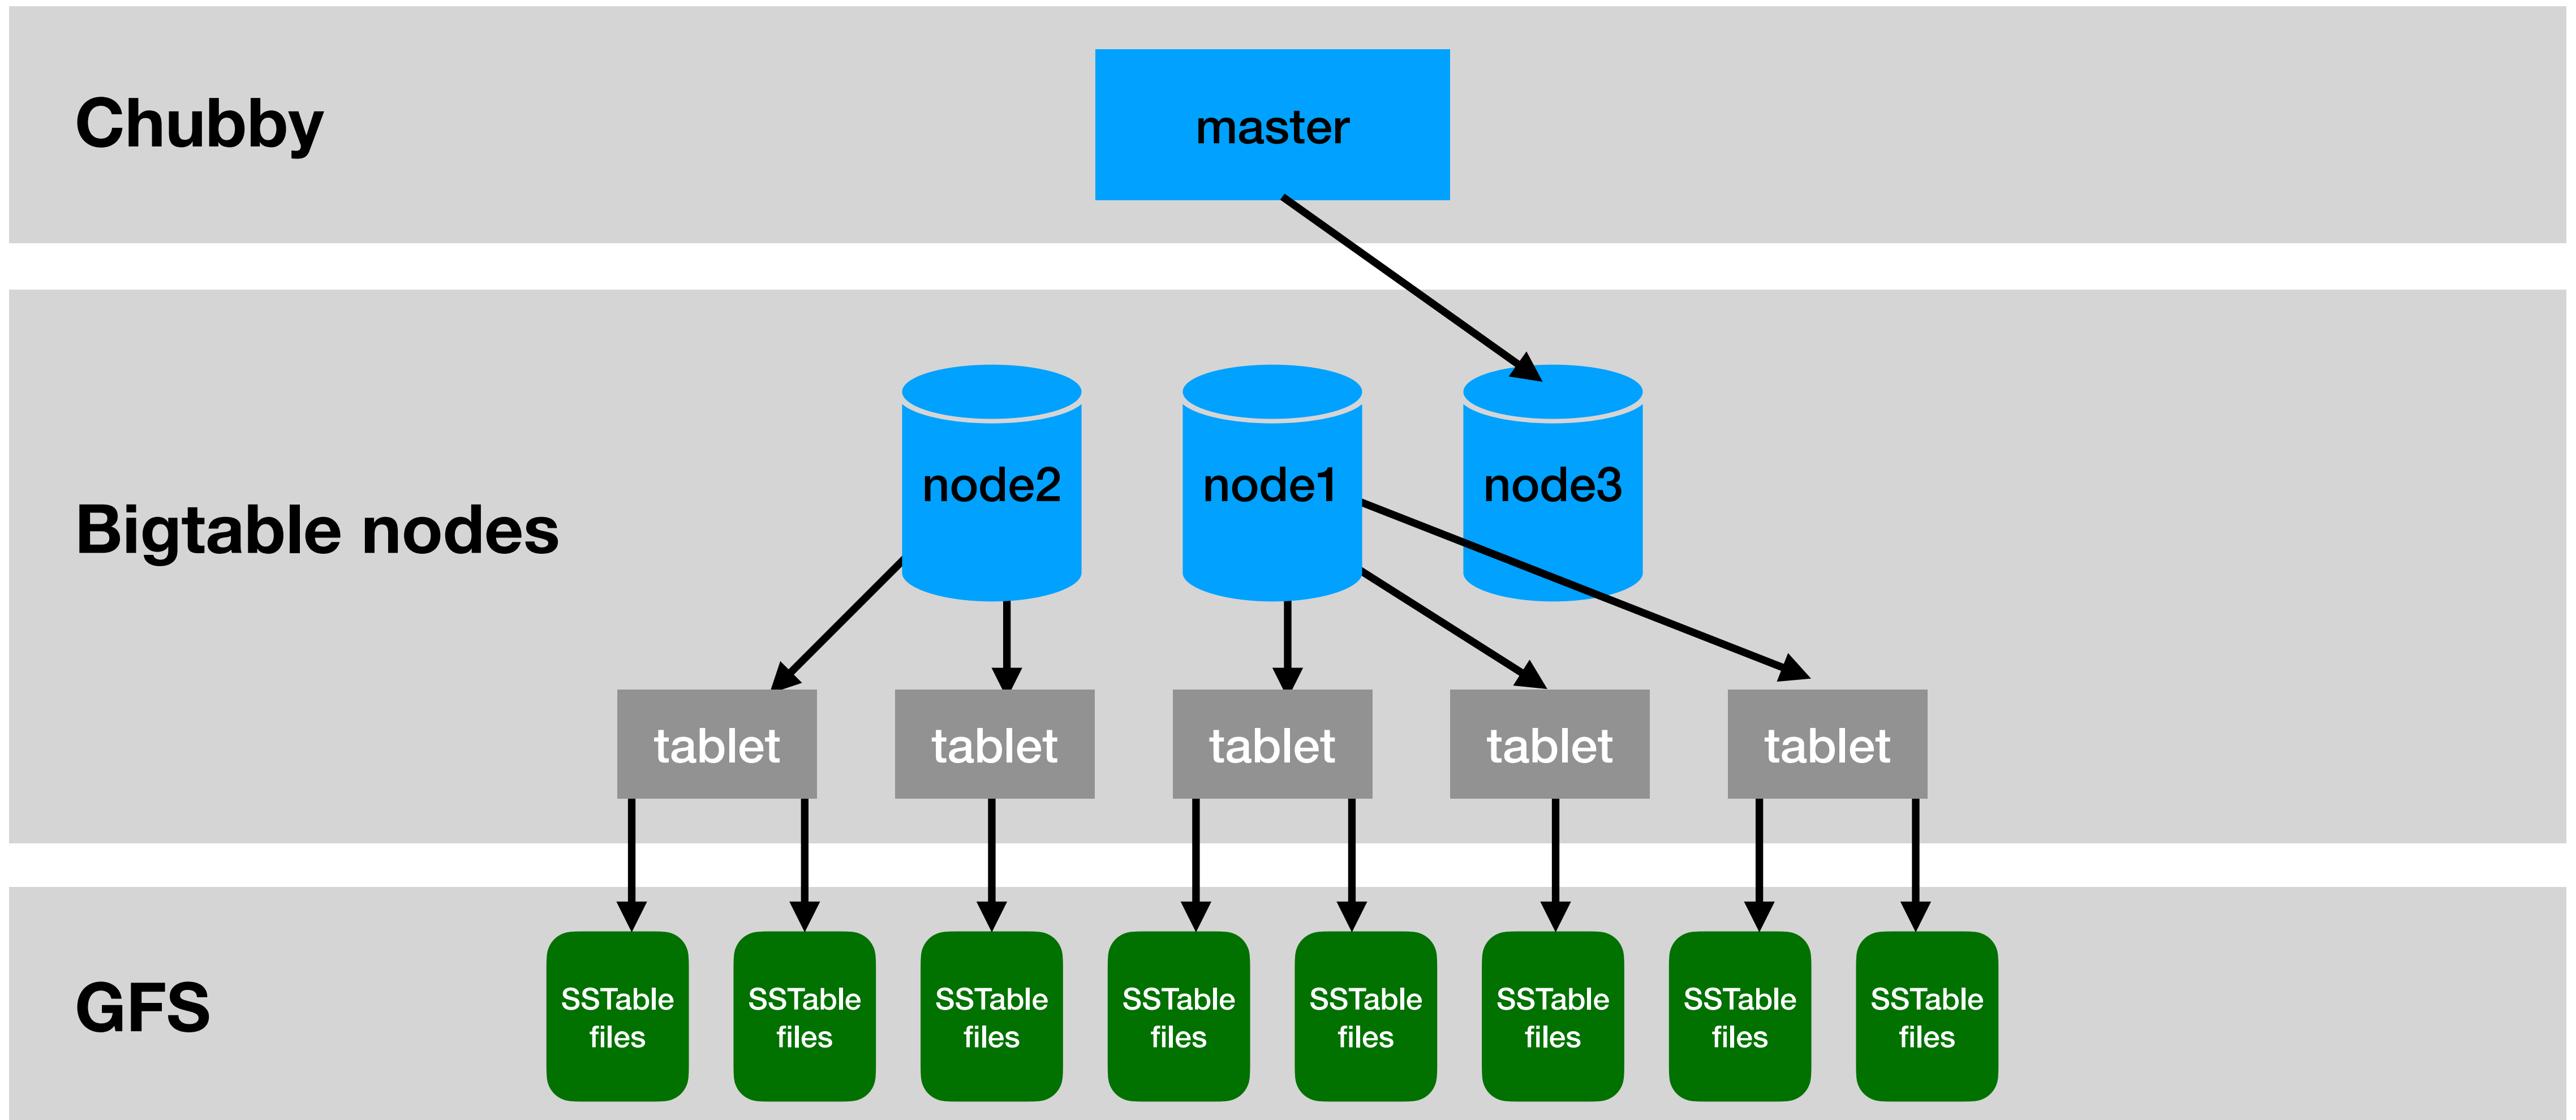 Chubby
master
Bigtable nodes
node2
node1
node3
tablet
tablet
tablet
tablet
tablet
GFS
SSTable
files
SSTable
files
SSTable
files
SSTable
files
SSTable
files
SSTable
files
SSTable
files
SSTable
files